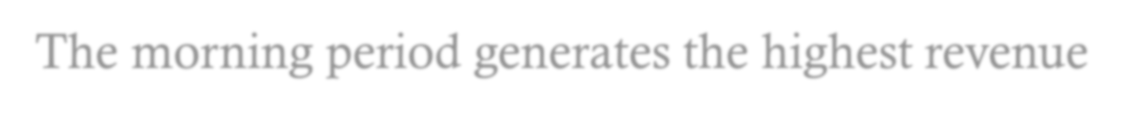 The morning period generates the highest revenue